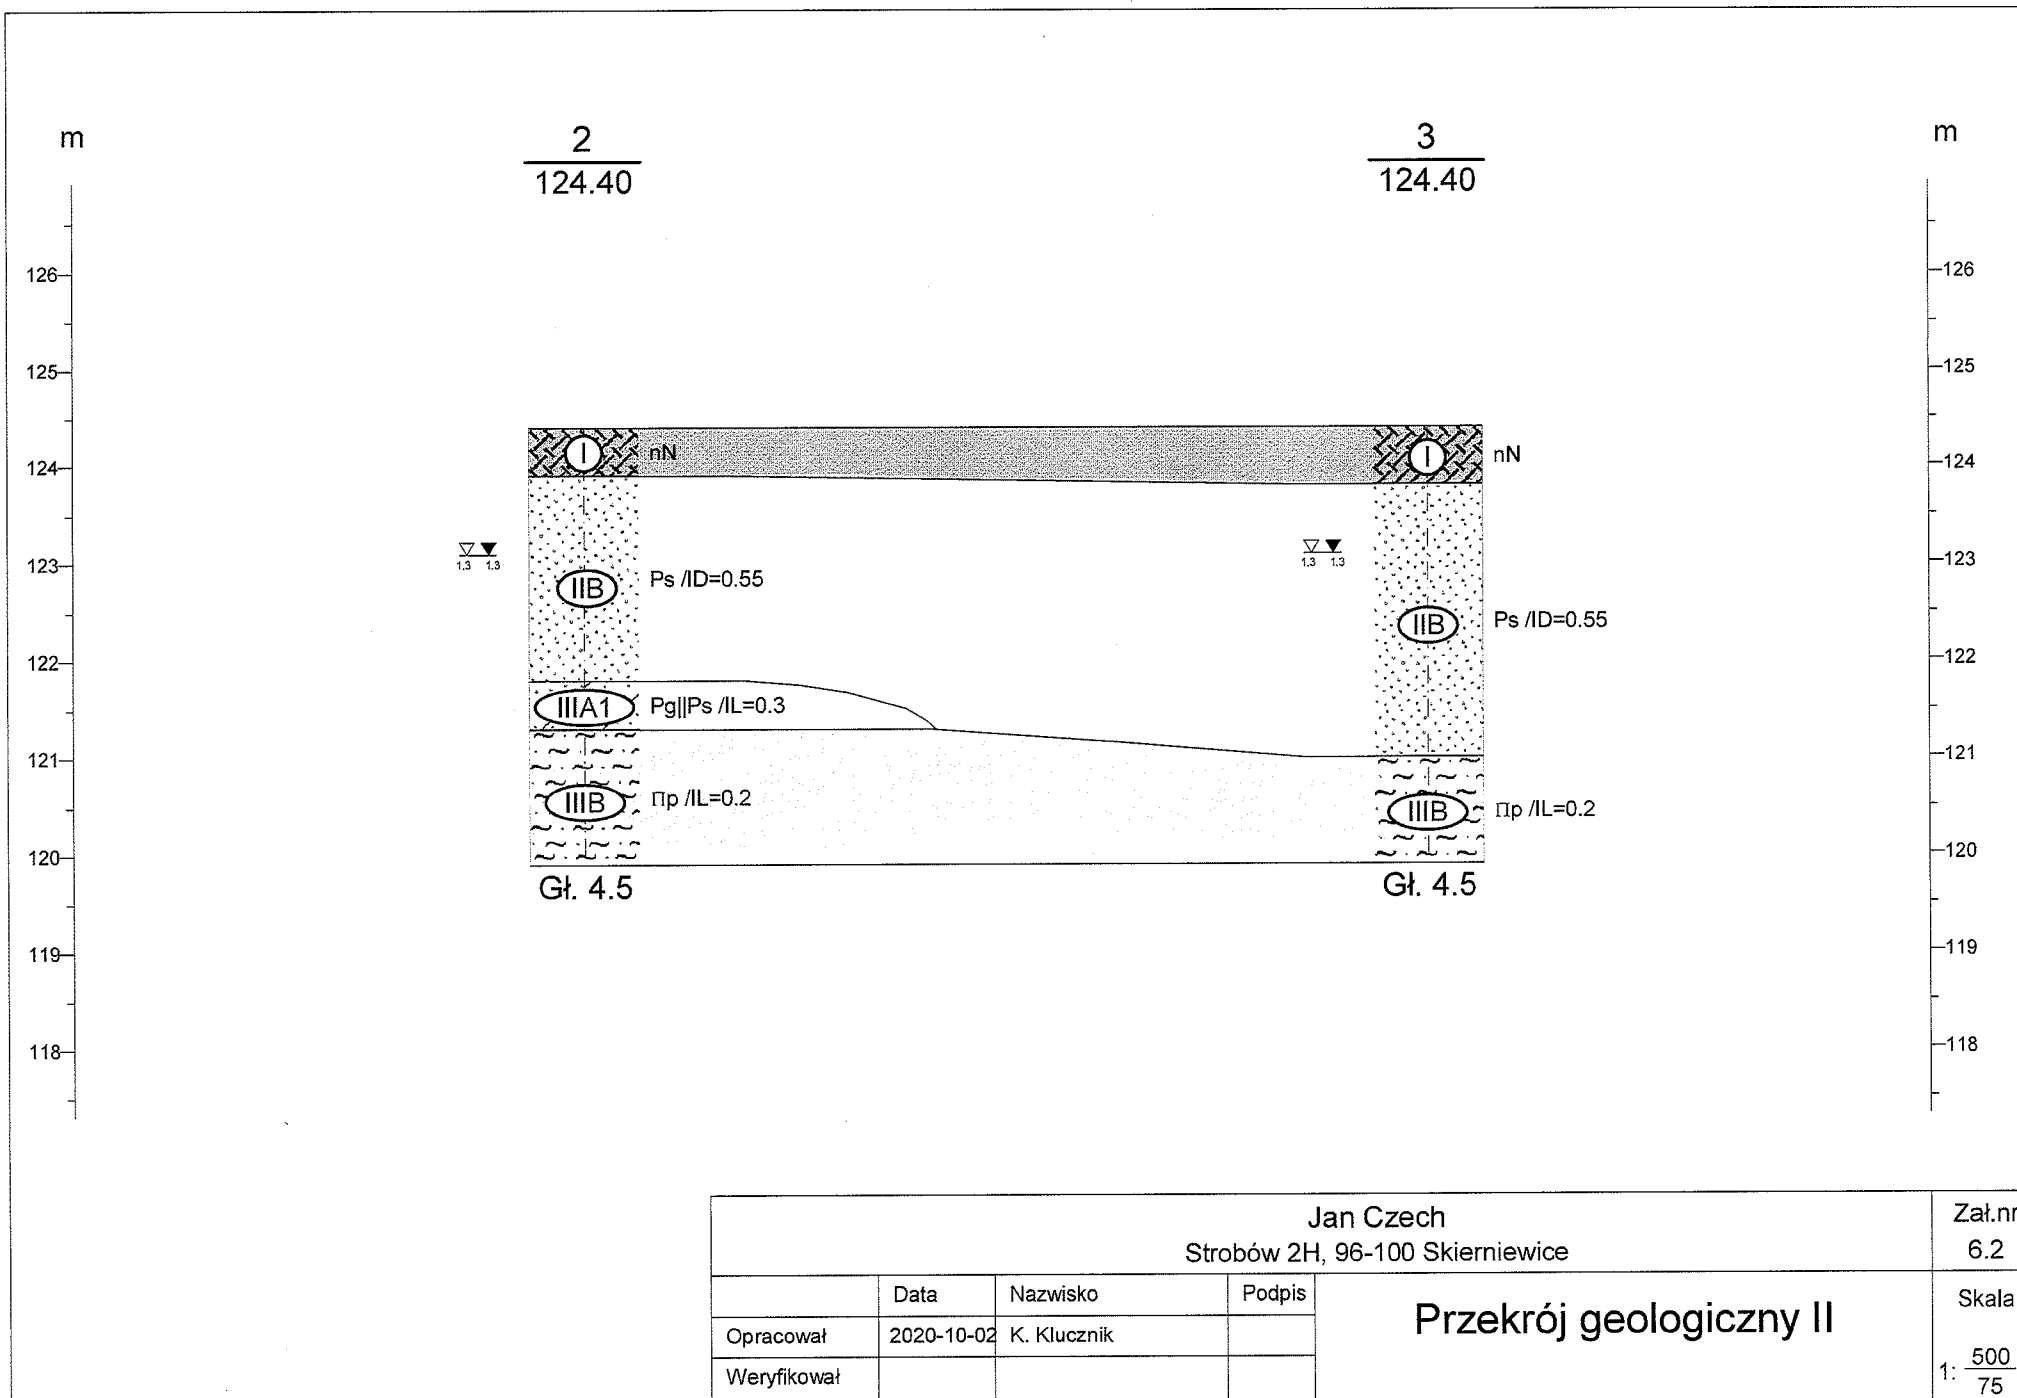 m
2
124.40
3
124.40
m
126
125
124
123
122
121
120
119
118
126
125
124
123
122
121
120
119
118
I
nN
I
nN
1.3 1.3
1.3 1.3
IIB
Ps /ID=0.55
IIB
Ps /ID=0.55
IIIA1
Pg||Ps /IL=0.3
IIIB
Πp /IL=0.2
IIIB
Πp /IL=0.2
Gł. 4.5
Gł. 4.5
Jan Czech
Strobów 2H, 96-100 Skierniewice
Zał.nr
6.2
Data
Nazwisko
Podpis
Opracował
2020-10-02
K. Klucznik
Weryfikował
Przekrój geologiczny II
Skala
1: 500
75